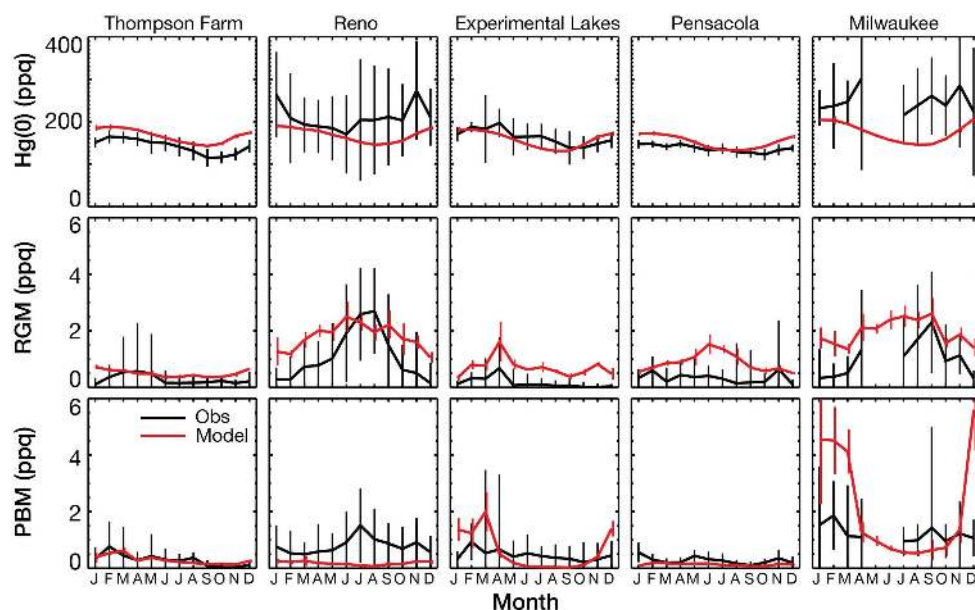 Thompson Farm Reno Experimental Lakes Pensacola Milwaukee
Hg(0) (ppq)
400
200
0
RGM (ppq)
6
4
2
0
PBM (ppq)
6
4
2
0
Obs
Model
J F M A M J J A S O N D J F M A M J J A S O N D J F M A M J J A S O N D J F M A M J J A S O N D J F M A M J J A S O N D
Month